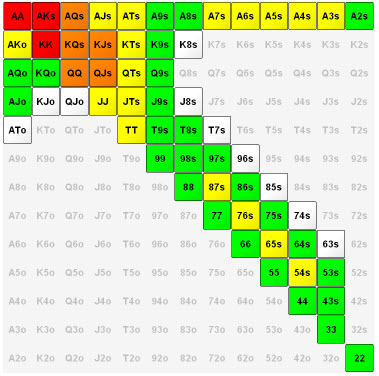 AA AKs AQs AJs ATs A9s A8s A7s A6s A5s A4s A3s A2s
AKo KK KQs KJs KTs K9s K8s K7s K6s K5s K4s K3s K2s
AQo KQo QQ QJs QTs Q9s Q8s Q7s Q6s Q5s Q4s Q3s Q2s
AJo KJo QJo JJ JTs J9s J8s J7s J6s J5s J4s J3s J2s
ATo KTo QTo JTo TT T9s T8s T7s T6s T5s T4s T3s T2s
A9o K9o Q9o J9o T9o 99 98s 97s 96s 95s 94s 93s 92s
A8o K8o Q8o J8o T8o 98o 88 87s 86s 85s 84s 83s 82s
A7o K7o Q7o J7o T7o 97o 87o 77 76s 75s 74s 73s 72s
A6o K6o Q6o J6o T6o 96o 86o 76o 66 65s 64s 63s 62s
A5o K5o Q5o J5o T5o 95o 85o 75o 65o 55 54s 53s 52s
A4o K4o Q4o J4o T4o 94o 84o 74o 64o 54o 44 43s 42s
A3o K3o Q3o J3o T3o 93o 83o 73o 63o 53o 43o 33 32s
A2o K2o Q2o J2o T2o 92o 82o 72o 62o 52o 42o 32o 22